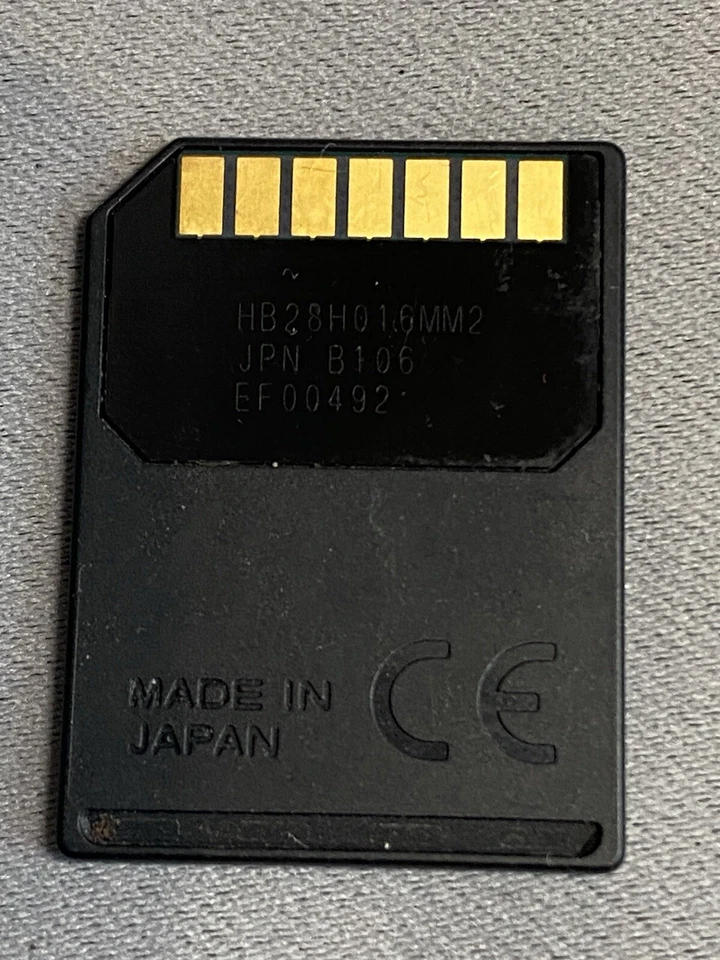 HB28H016MM2
JPN B106
EF00492
MADE IN
JAPAN
CE